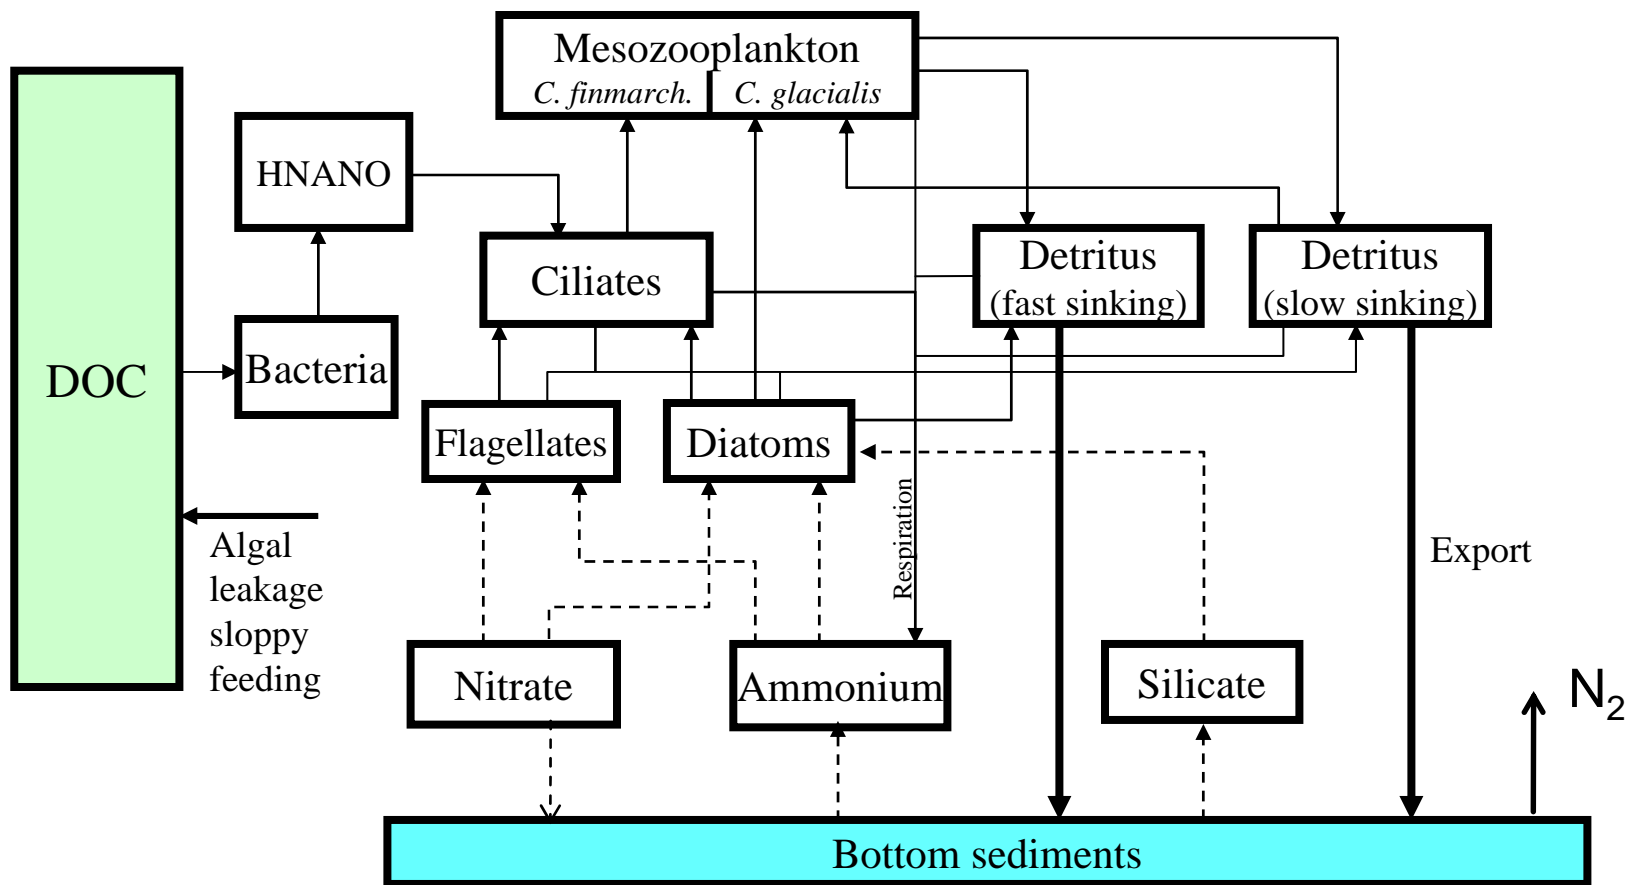 Mesozooplankton
C. finmarch.
C. glacialis
HNANO
Ciliates
Detritus
(fast sinking)
Detritus
(slow sinking)
DOC
Bacteria
Flagellates
Diatoms
Respiration
Algal
leakage
sloppy
feeding
Export
Nitrate
Ammonium
Silicate
N2
Bottom sediments